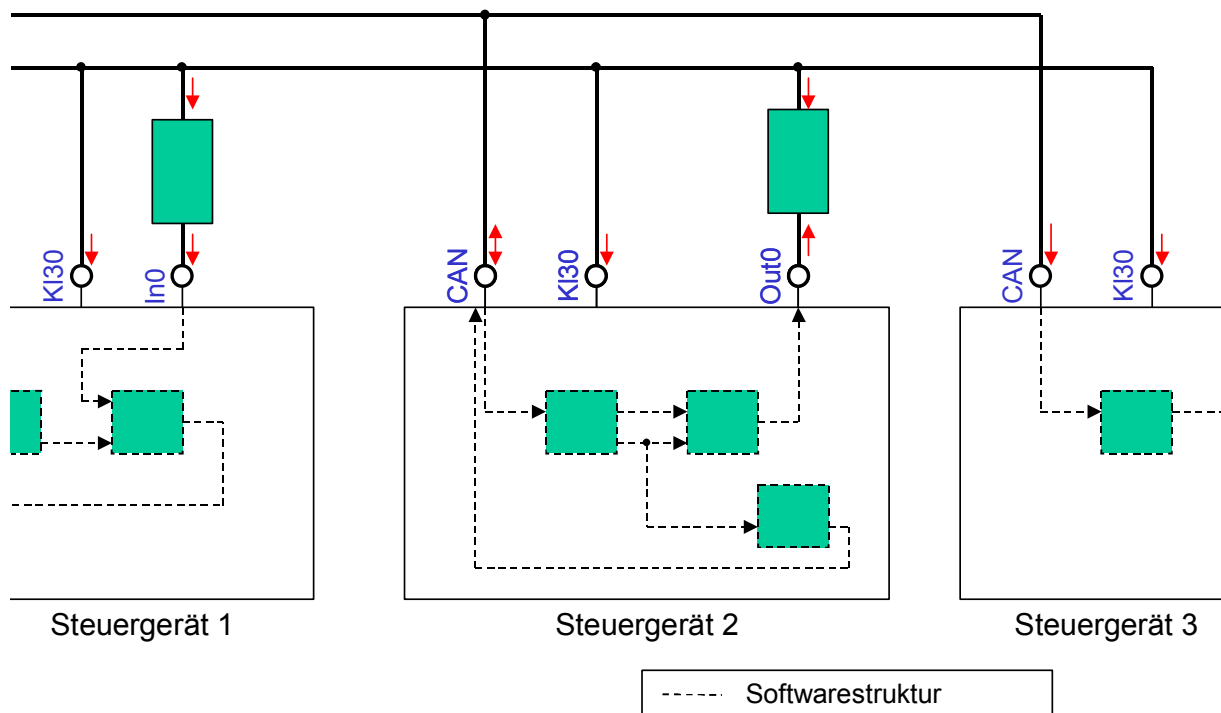 Kl30
In0
CAN
Kl30
Out0
CAN
Kl30
Steuergerät 1
Steuergerät 2
Steuergerät 3
Softwarestruktur